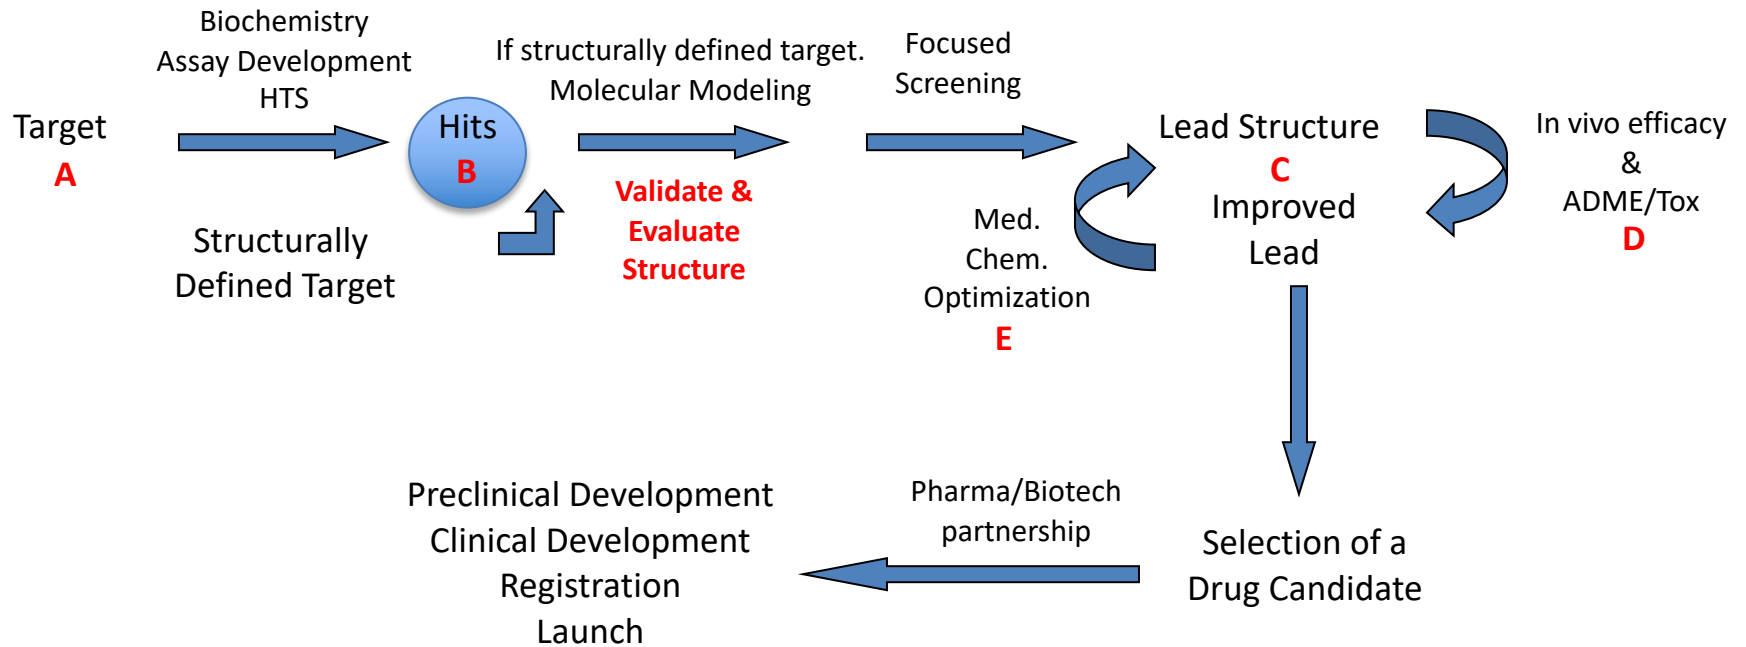 Biochemistry
Assay Development
HTS
If structurally defined target.
Molecular Modeling
Focused
Screening
Target
A
Hits
B
Validate &
Evaluate
Structure
Structurally
Defined Target
Lead Structure
C
Improved
Lead
In vivo efficacy
&
ADME/Tox
D
Med.
Chem.
Optimization
E
Selection of a
Drug Candidate
Pharma/Biotech
partnership
Preclinical Development
Clinical Development
Registration
Launch